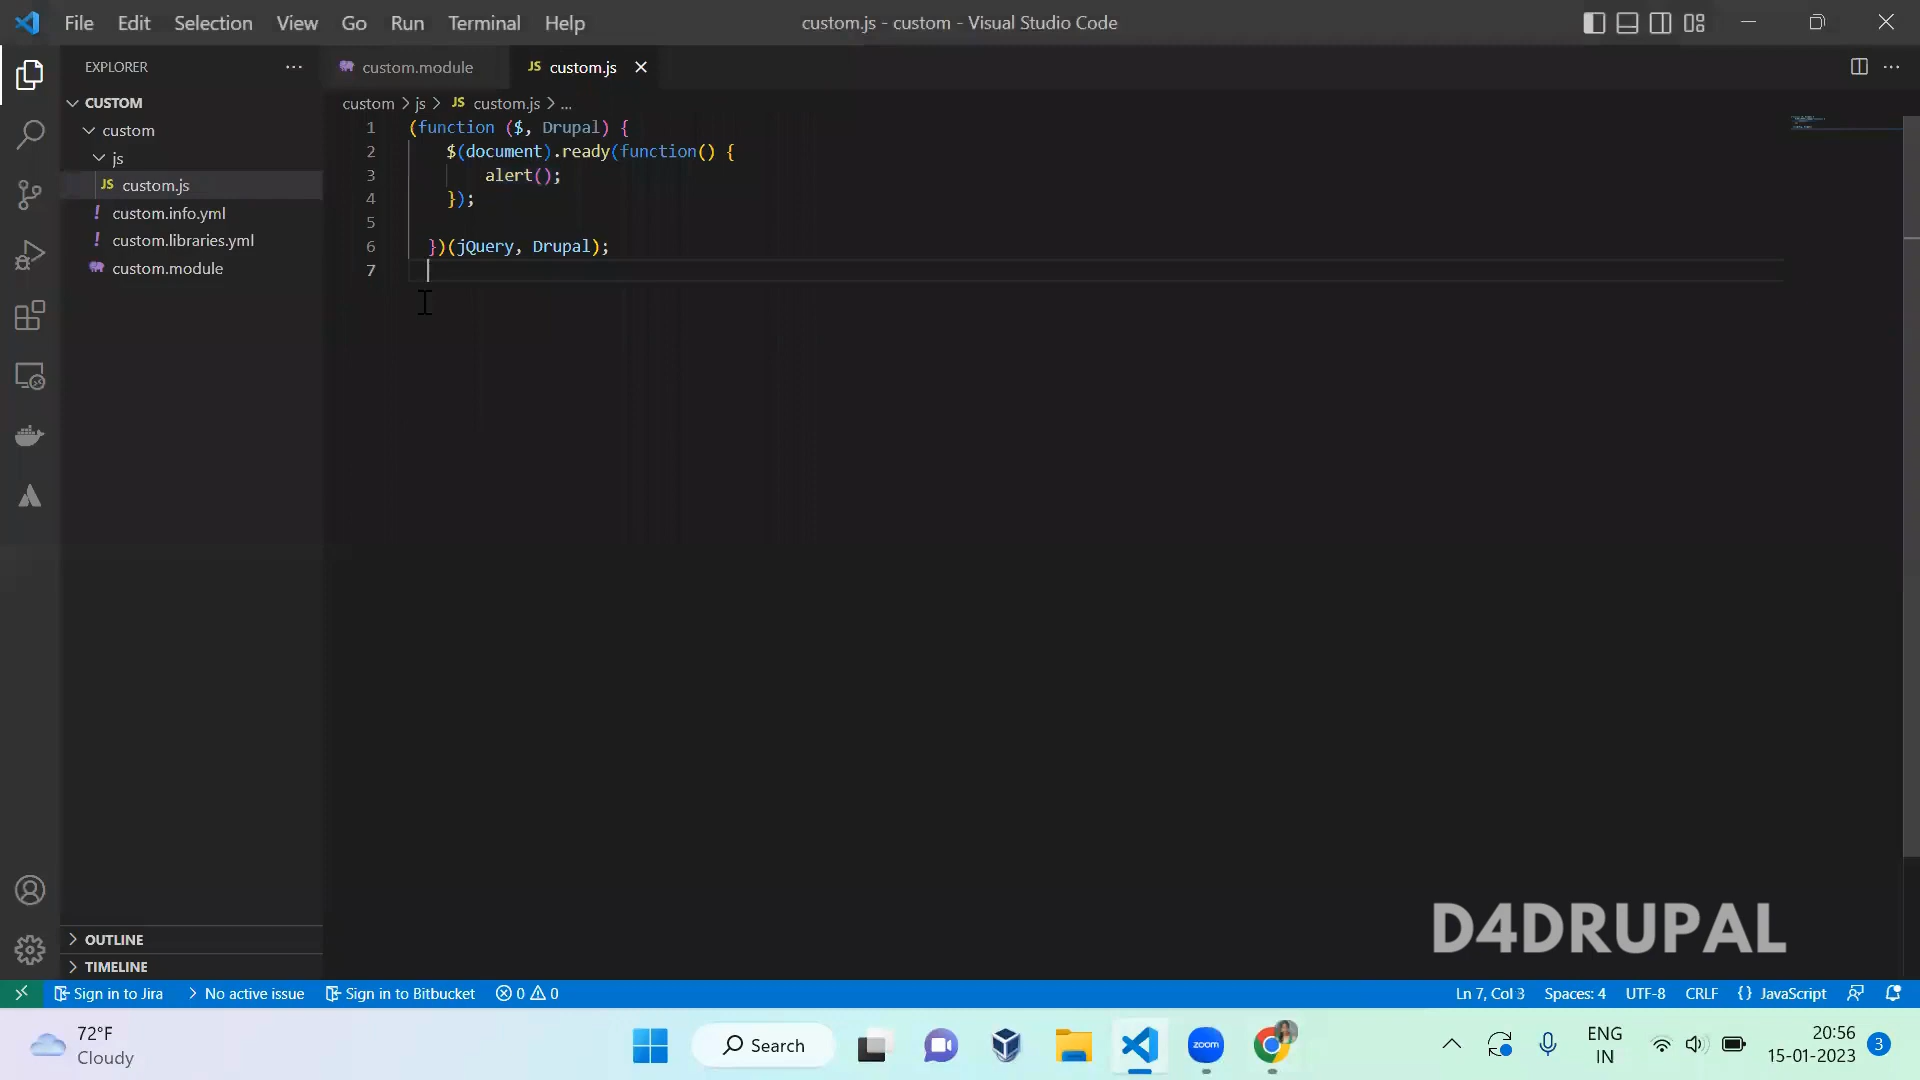 File Edit Selection View Go Run Terminal Help
custom.js - custom - Visual Studio Code
EXPLORER
CUSTOM
custom
js
JS custom.js
! custom.info.yml
! custom.libraries.yml
custom.module
OUTLINE
TIMELINE
custom.module
JS custom.js
custom > js > JS custom.js > ...
1 (function ($, Drupal) {
2 $(document).ready(function() {
3 alert();
4 });
5
6 })(jQuery, Drupal);
7
D4DRUPAL
Sign in to Jira No active issue Sign in to Bitbucket 0 0
Ln 7, Col 3 Spaces: 4 UTF-8 CRLF {} JavaScript
72°F
Cloudy
Search
zoom
ENG
IN
20:56
15-01-2023
3